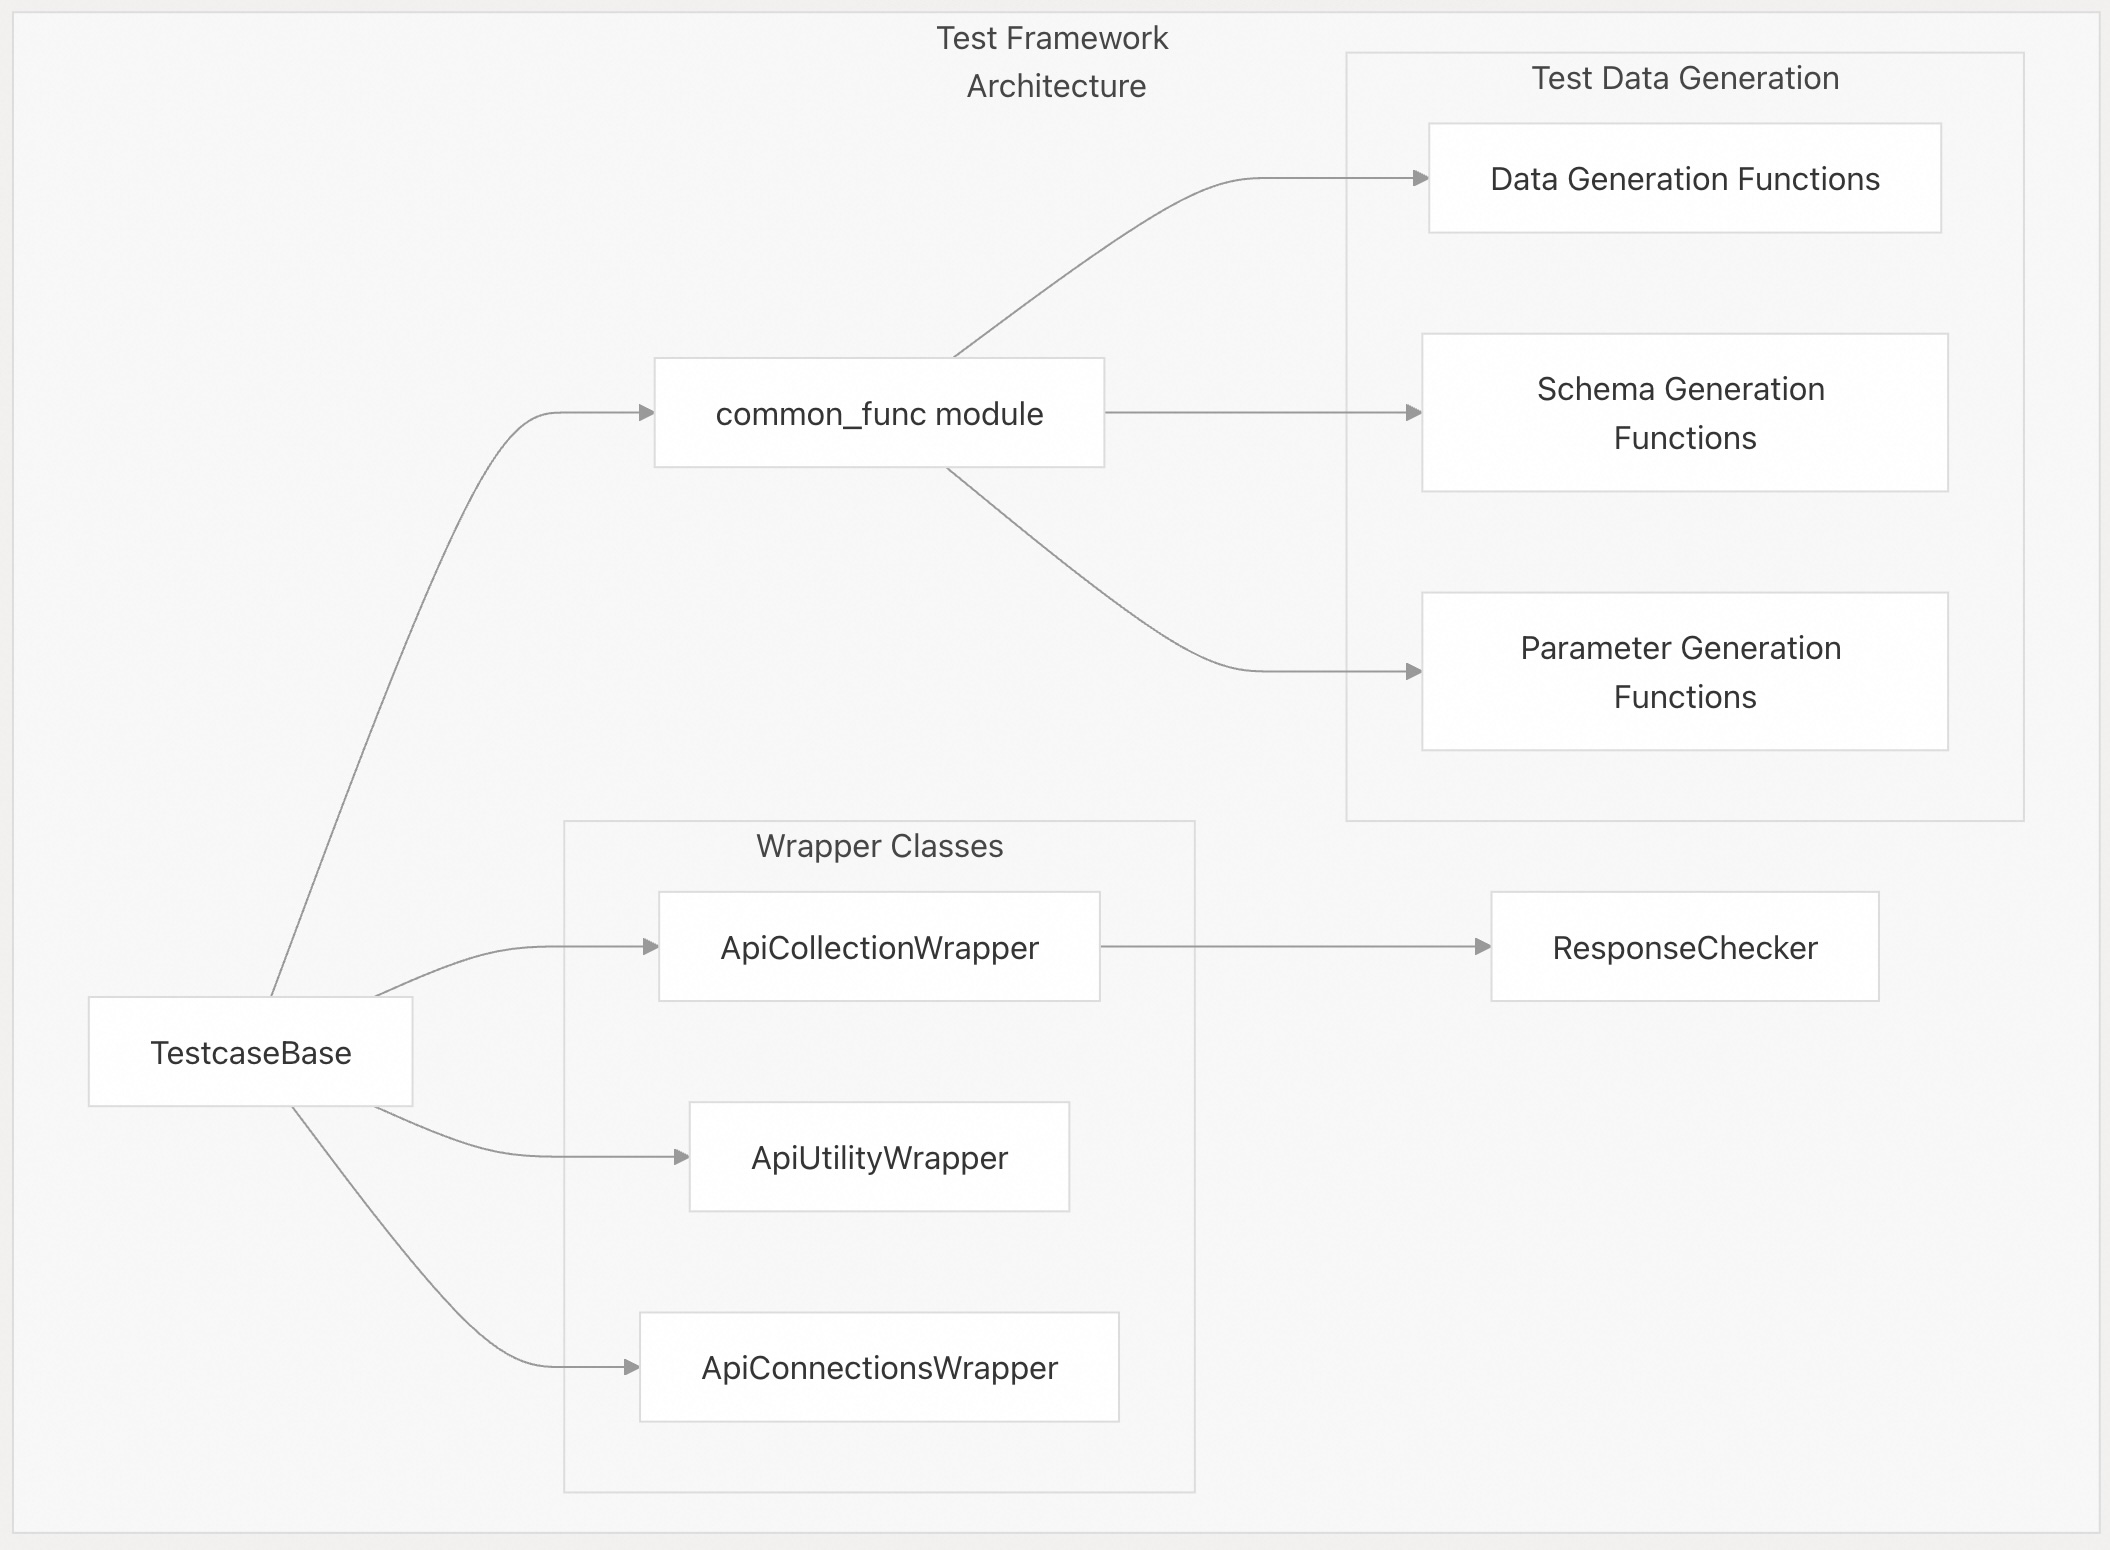 Test Framework
Architecture
Test Data Generation
Data Generation Functions
Schema Generation
Functions
common_func module
Parameter Generation
Functions
Wrapper Classes
ApiCollectionWrapper
ResponseChecker
TestcaseBase
ApiUtilityWrapper
ApiConnectionsWrapper